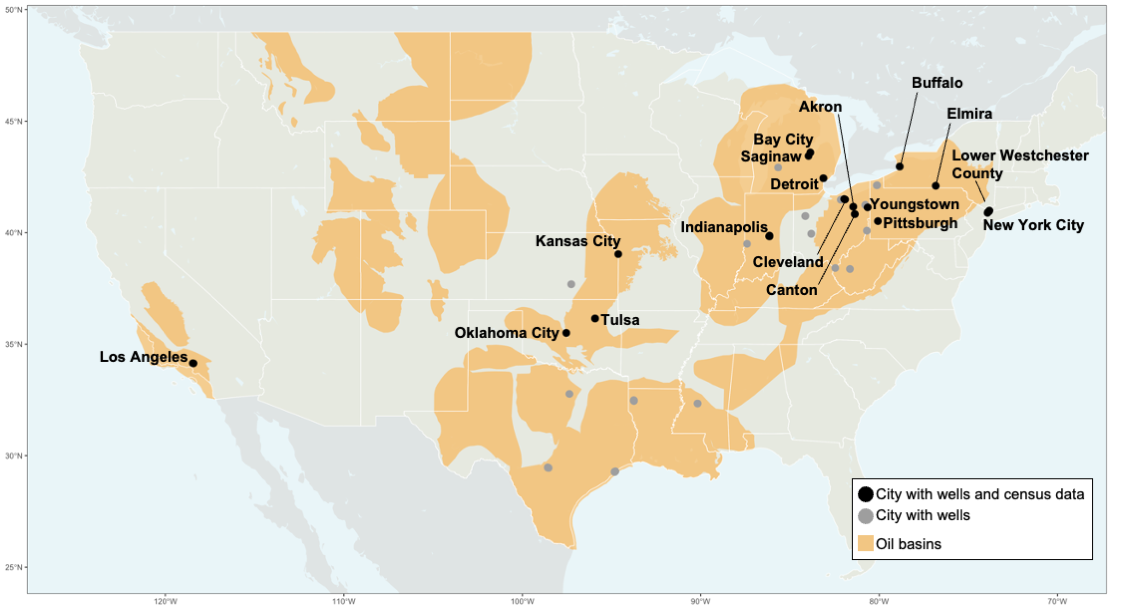 50°N
45°N
40°N
35°N
30°N
25°N
120°W
110°W
100°W
90°W
80°W
70°W
Buffalo
Akron
Elmira
Bay City
Saginaw
Lower Westchester
County
Detroit
Youngstown
Indianapolis
Pittsburgh
New York City
Kansas City
Cleveland
Canton
Tulsa
Oklahoma City
Los Angeles
City with wells and census data
City with wells
Oil basins